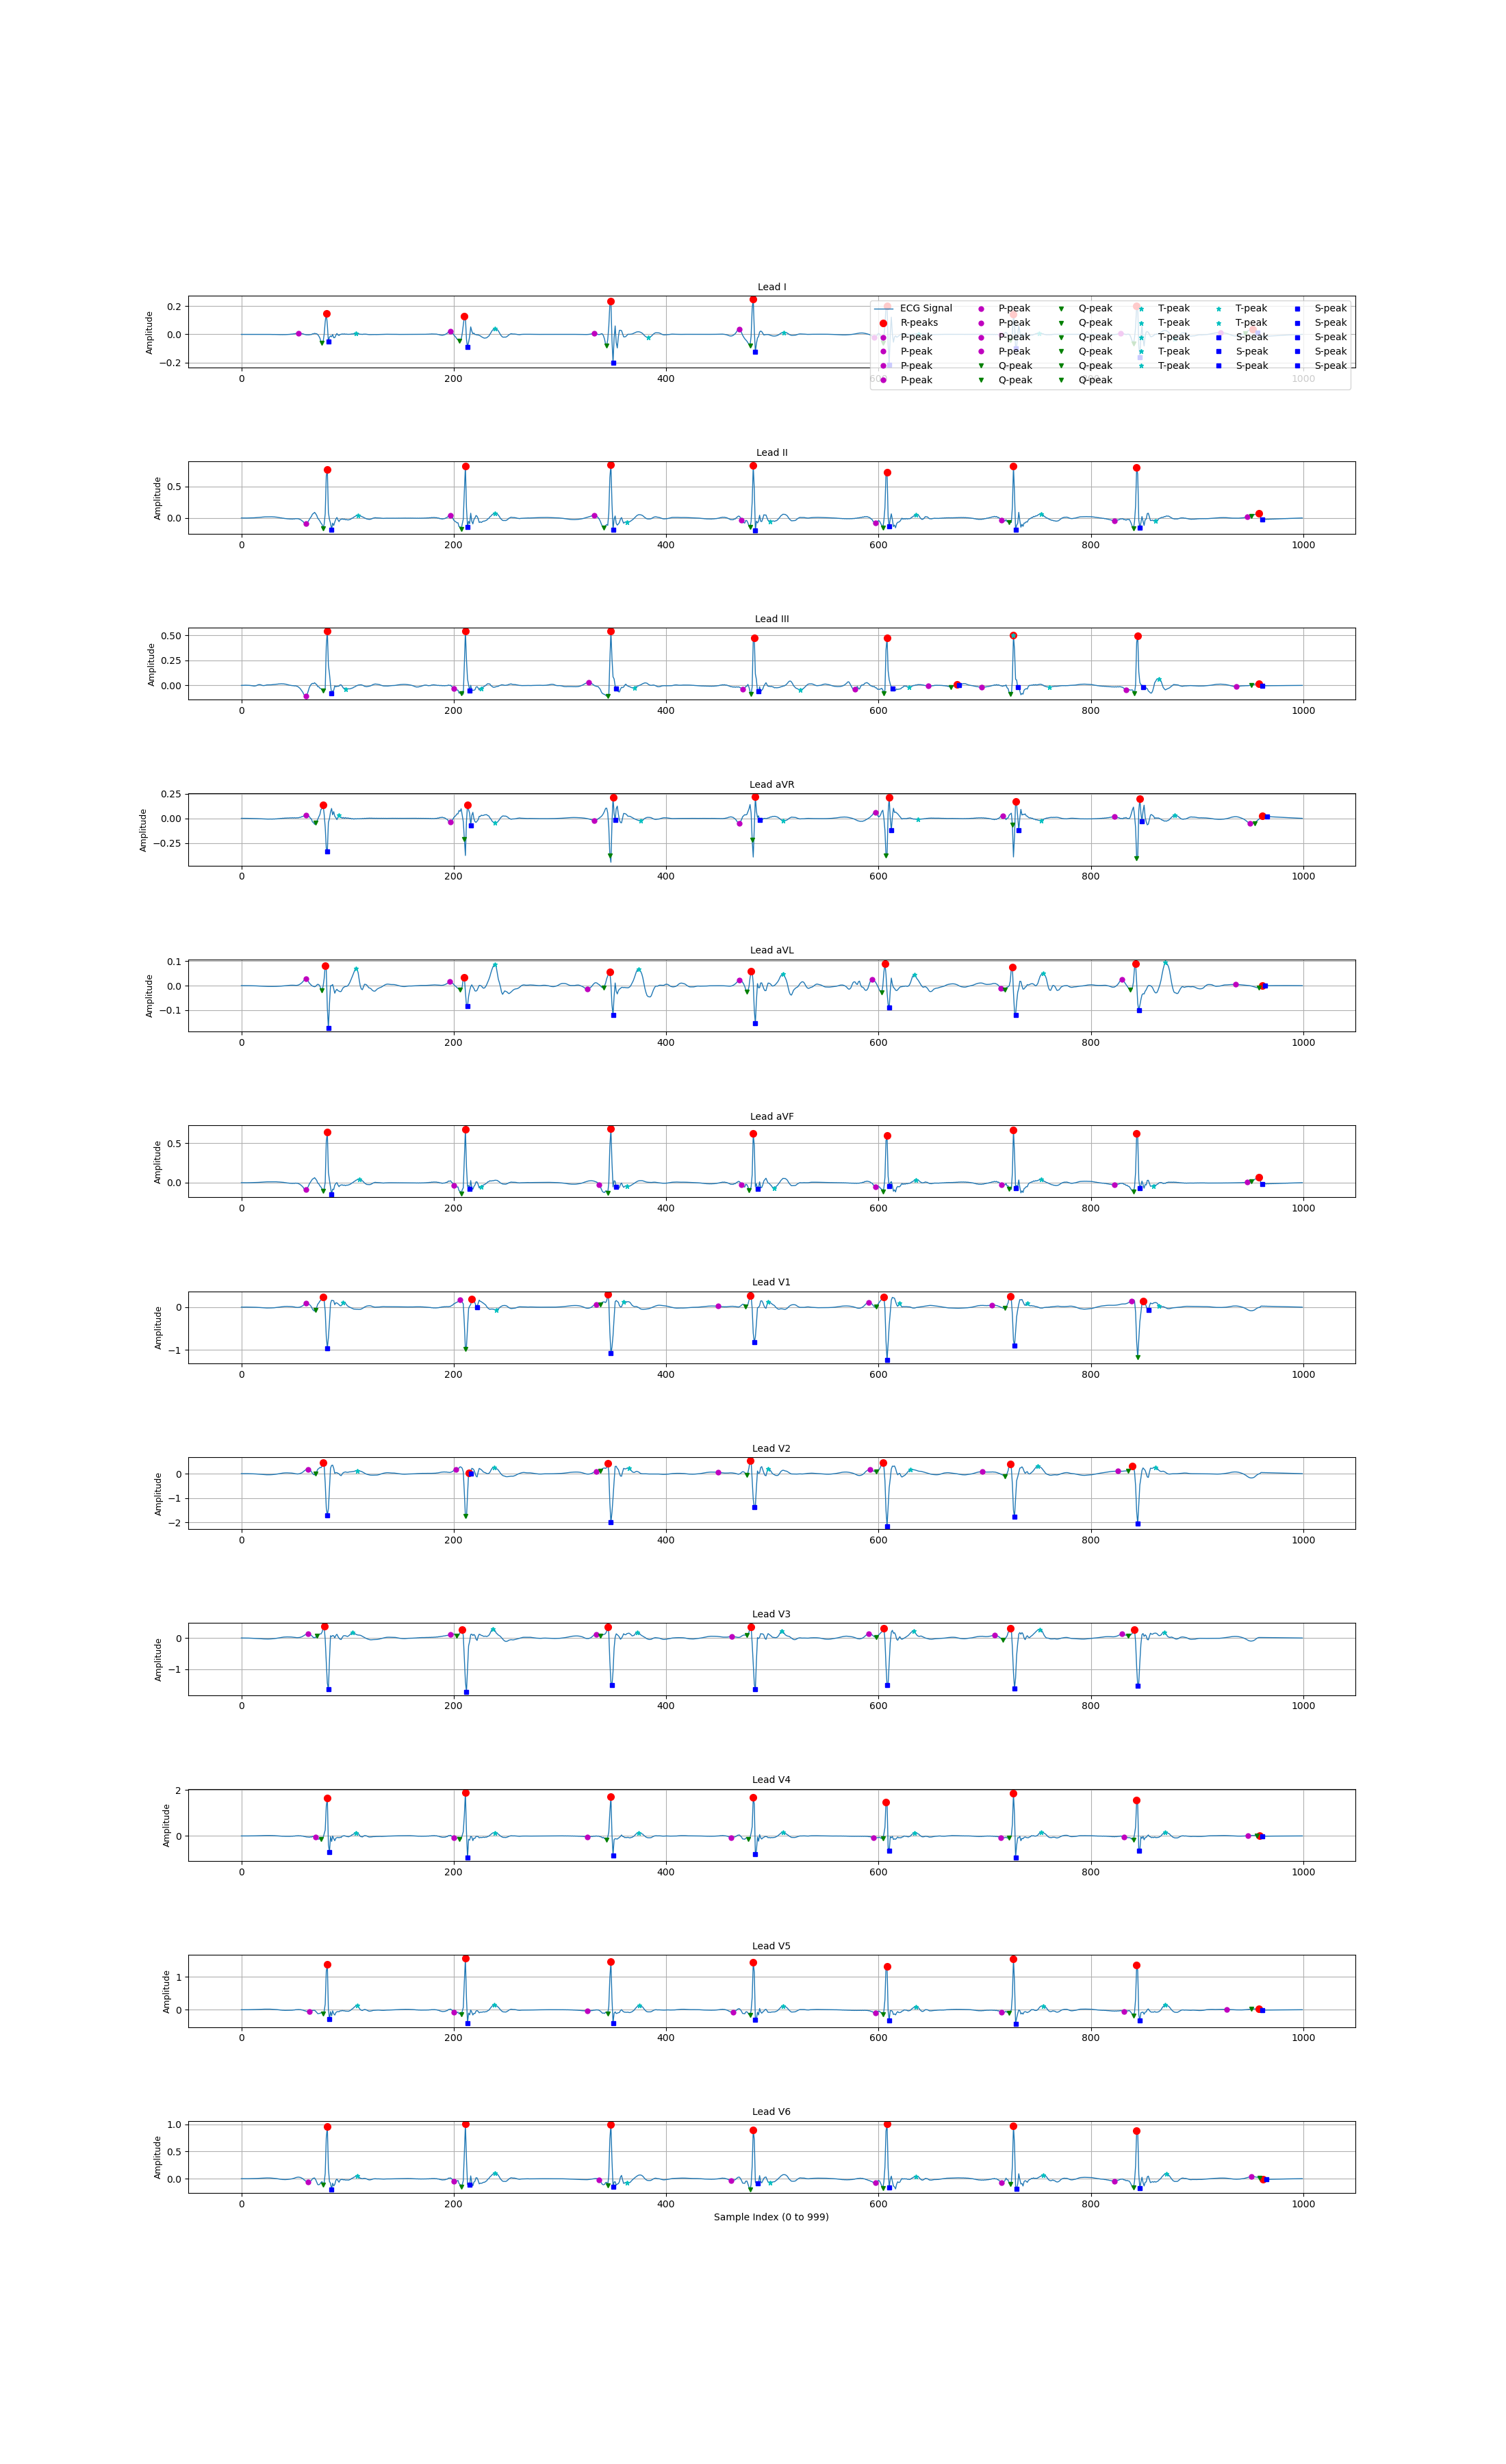 Lead I
Amplitude
0.2
0.0
−0.2
ECG Signal P-peak Q-peak T-peak T-peak S-peak
R-peaks P-peak Q-peak T-peak T-peak S-peak
P-peak P-peak Q-peak T-peak S-peak S-peak
P-peak P-peak Q-peak T-peak S-peak S-peak
P-peak Q-peak Q-peak T-peak S-peak S-peak
P-peak Q-peak Q-peak
0 200 400 600 1000
Lead II
Amplitude
0.5
0.0
0 200 400 600 800 1000
Lead III
Amplitude
0.50
0.25
0.00
0 200 400 600 800 1000
Lead aVR
Amplitude
0.25
0.00
−0.25
0 200 400 600 800 1000
Lead aVL
Amplitude
0.1
0.0
−0.1
0 200 400 600 800 1000
Lead aVF
Amplitude
0.5
0.0
0 200 400 600 800 1000
Lead V1
Amplitude
0
−1
0 200 400 600 800 1000
Lead V2
Amplitude
0
−1
−2
0 200 400 600 800 1000
Lead V3
Amplitude
0
−1
0 200 400 600 800 1000
Lead V4
Amplitude
2
0
0 200 400 600 800 1000
Lead V5
Amplitude
1
0
0 200 400 600 800 1000
Lead V6
Amplitude
1.0
0.5
0.0
0 200 400 600 800 1000
Sample Index (0 to 999)